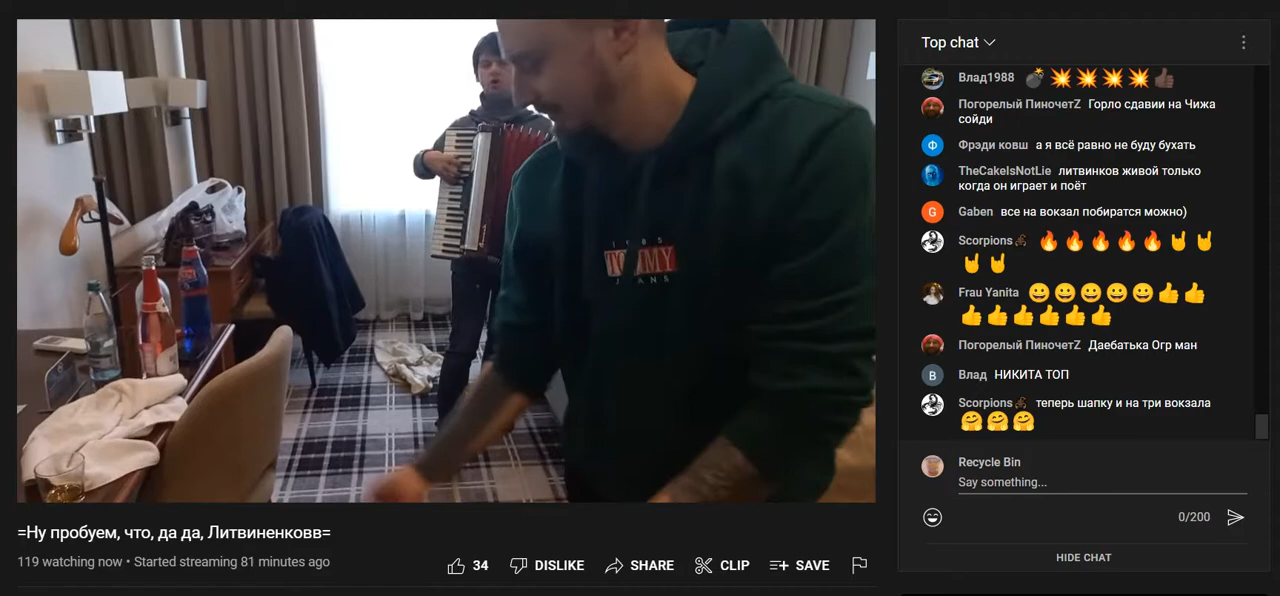 1985
TOMMY
JEANS
=Ну пробуем, что, да да, Литвиненковв=
119 watching now • Started streaming 81 minutes ago
34
DISLIKE
SHARE
CLIP
SAVE
Top chat
Влад1988
Погорелый ПиночетZ Горло сдавии на Чижа
сойди
Ф
Фрэди ковш а я всё равно не буду бухать
TheCakeIsNotLie литвинков живой только
когда он играет и поёт
G
Gaben все на вокзал побиратся можно)
Scorpions🦂 🔥🔥🔥🔥🔥🤘🤘
🤘🤘
Frau Yanita 😀😀😀😀😀👍👍
👍👍👍👍👍👍
Погорелый ПиночетZ Даебатька Огр ман
В
Влад НИКИТА ТОП
Scorpions🦂 теперь шапку и на три вокзала
🤗🤗🤗
Recycle Bin
Say something...
0/200
HIDE CHAT